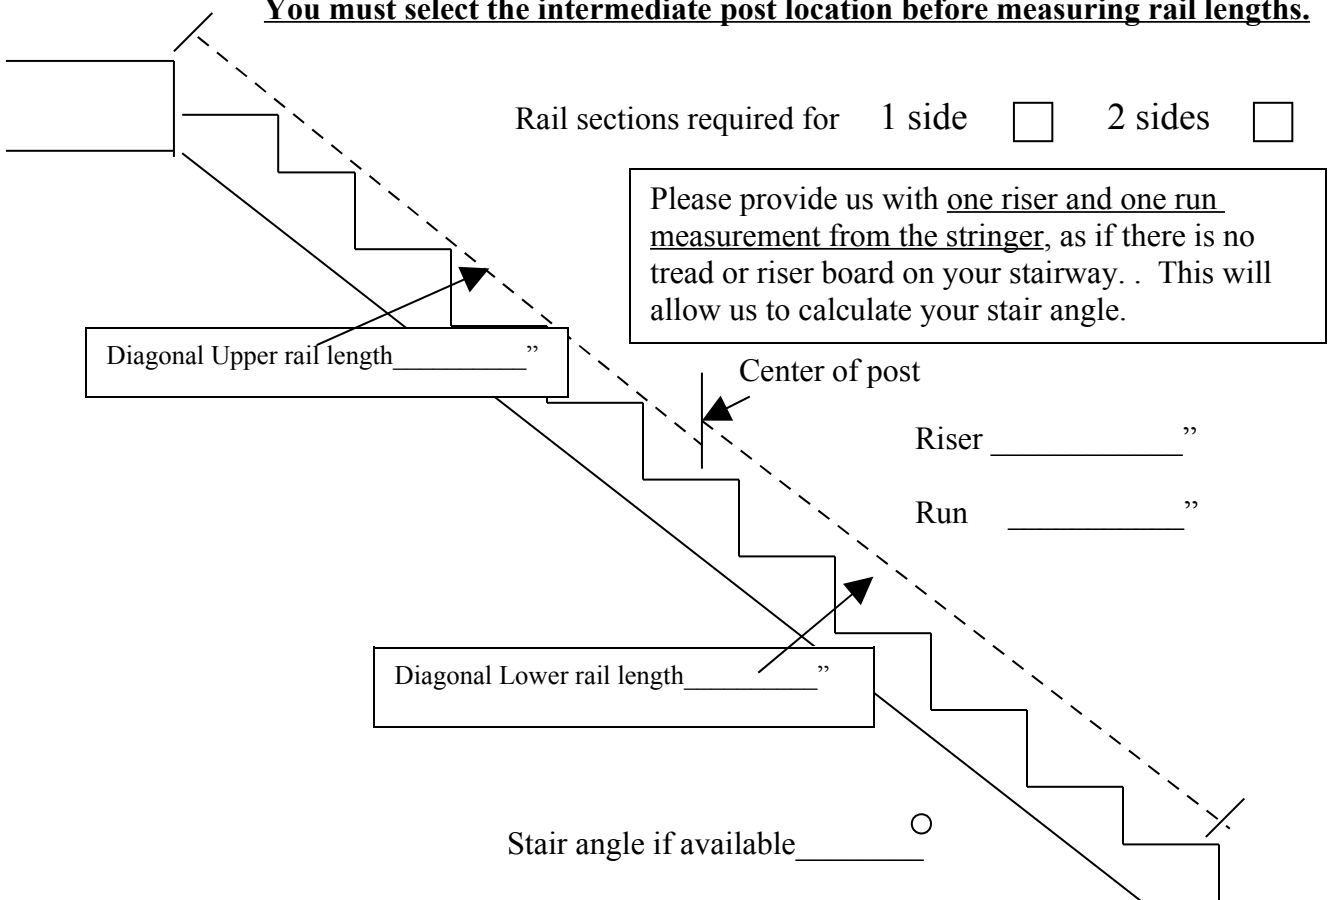 You must select the intermediate post location before measuring rail lengths.
Rail sections required for 1 side 2 sides
Please provide us with one riser and one run
measurement from the stringer, as if there is no
tread or riser board on your stairway. . This will
allow us to calculate your stair angle.
Diagonal Upper rail length__________”
Center of post
Riser ____________”
Run ___________”
Diagonal Lower rail length__________”
Stair angle if available________